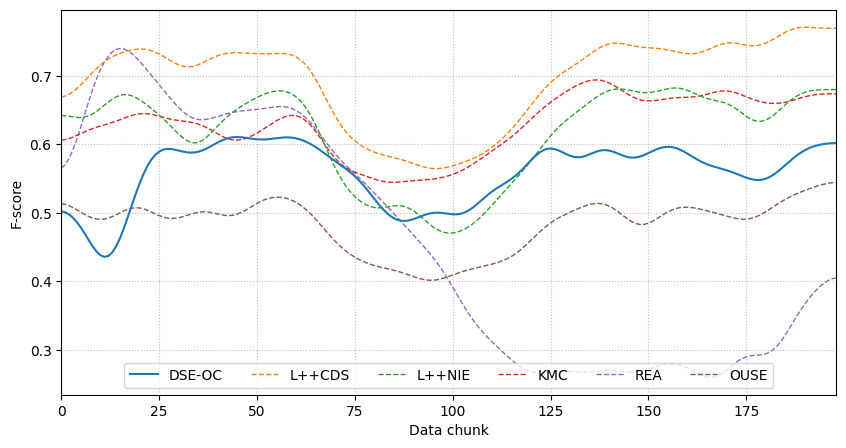 F-score
0.7
0.6
0.5
0.4
0.3
DSE-OC L++CDS L++NIE KMC REA OUSE
0 25 50 75 100 125 150 175
Data chunk